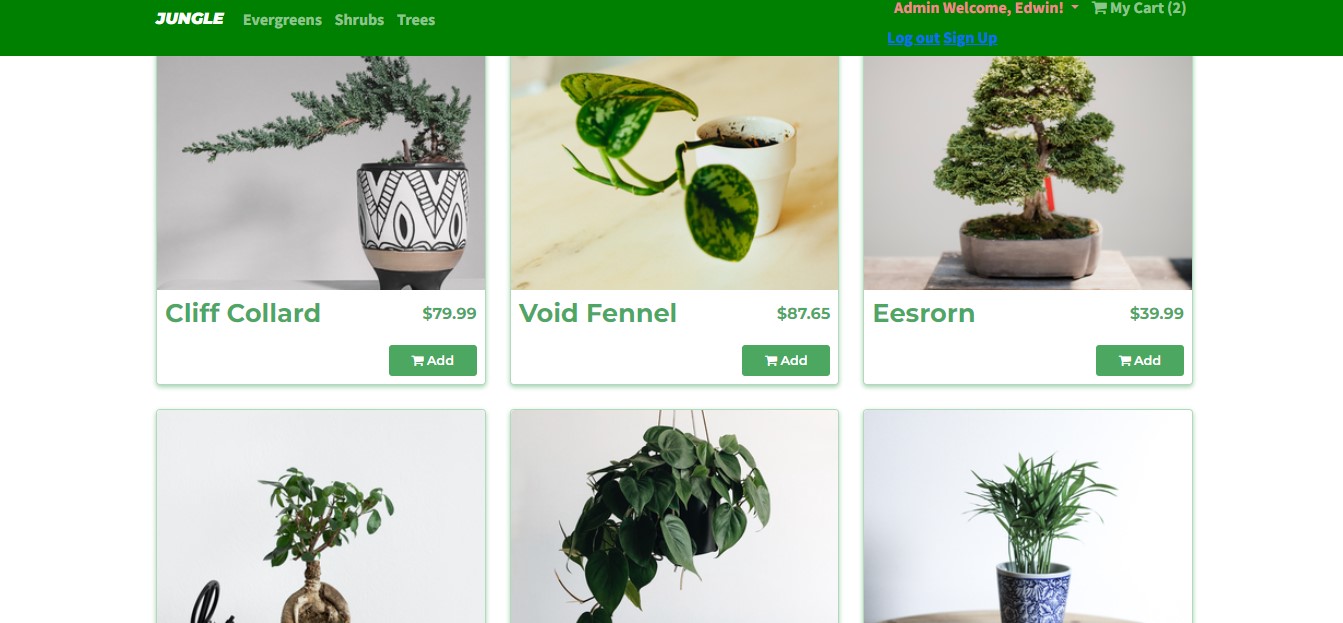 JUNGLE Evergreens Shrubs Trees Admin Welcome, Edwin! My Cart (2)
Log out Sign Up
Cliff Collard $79.99 Void Fennel $87.65 Eesrorn $39.99
Add Add Add